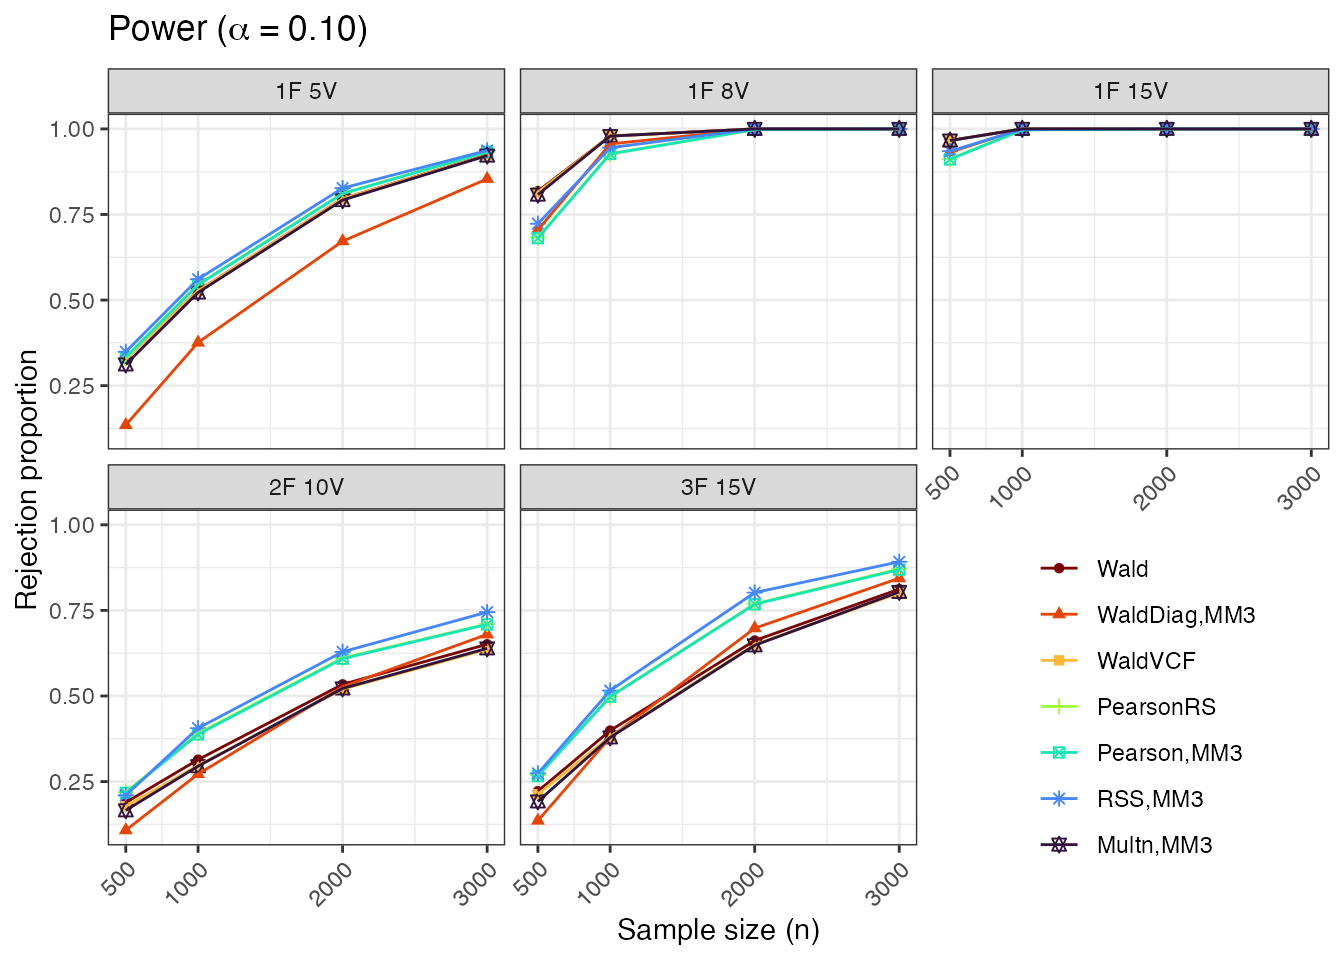 Power (α = 0.10)
1F 5V
1F 8V
1F 15V
1.00
0.75
0.50
0.25
500
1000
2000
3000
2F 10V
3F 15V
1.00
0.75
0.50
0.25
500
1000
2000
3000
500
1000
2000
3000
Rejection proportion
Sample size (n)
Wald
WaldDiag,MM3
WaldVCF
PearsonRS
Pearson,MM3
RSS,MM3
Multn,MM3